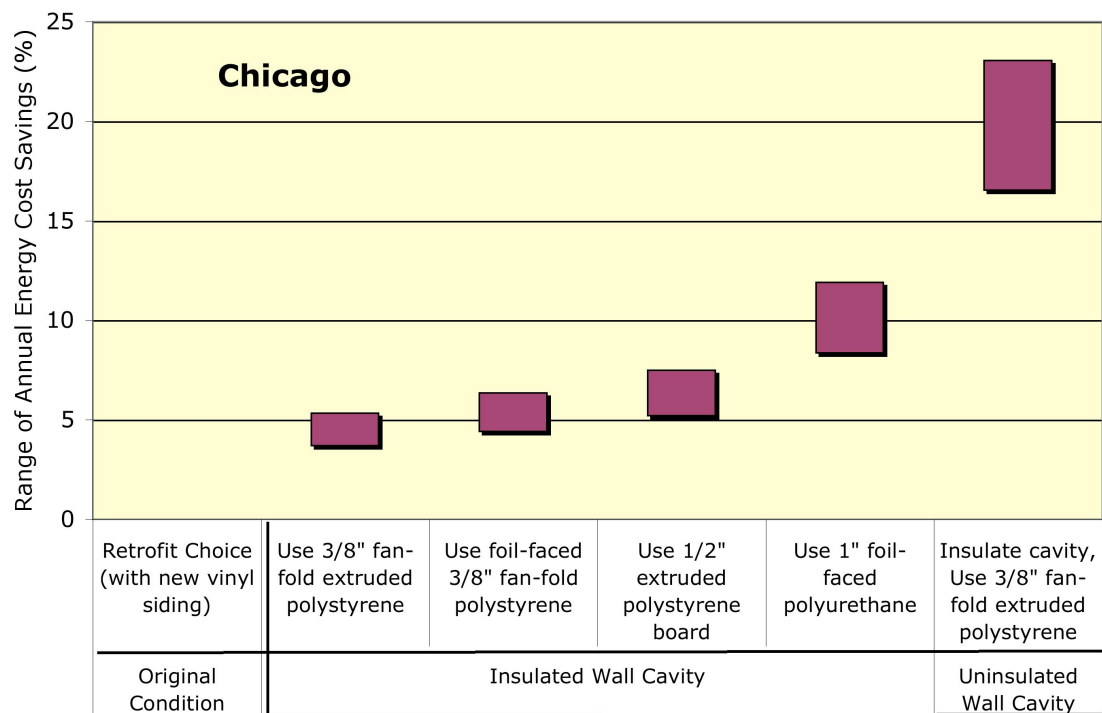 Range of Annual Energy Cost Savings (%)
25
20
15
10
5
0
Chicago
Retrofit Choice
(with new vinyl
siding)
Use 3/8" fan-
fold extruded
polystyrene
Use foil-faced
3/8" fan-fold
polystyrene
Use 1/2"
extruded
polystyrene
board
Use 1" foil-
faced
polyurethane
Insulate cavity,
Use 3/8" fan-
fold extruded
polystyrene
Original
Condition
Insulated Wall Cavity
Uninsulated
Wall Cavity